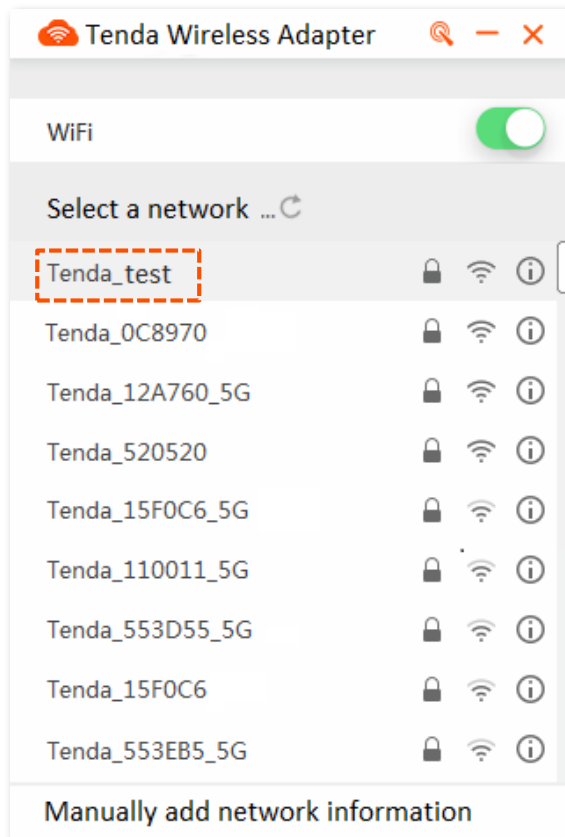 Tenda Wireless Adapter
WiFi
Select a network ...
Tenda_test
Tenda_0C8970
Tenda_12A760_5G
Tenda_520520
Tenda_15F0C6_5G
Tenda_110011_5G
Tenda_553D55_5G
Tenda_15F0C6
Tenda_553EB5_5G
Manually add network information